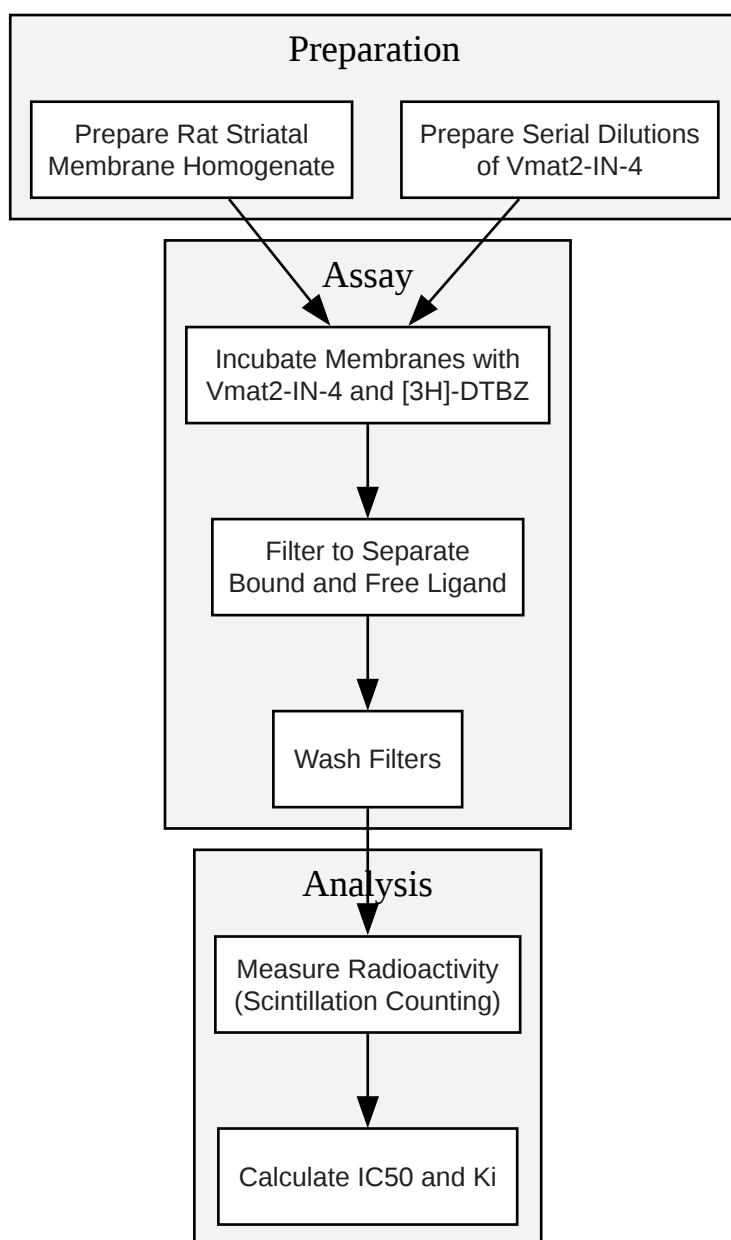 Preparation
Prepare Rat Striatal
Membrane Homogenate
Prepare Serial Dilutions
of Vmat2-IN-4
Assay
Incubate Membranes with
Vmat2-IN-4 and [3H]-DTBZ
Filter to Separate
Bound and Free Ligand
Wash Filters
Analysis
Measure Radioactivity
(Scintillation Counting)
Calculate IC50 and Ki